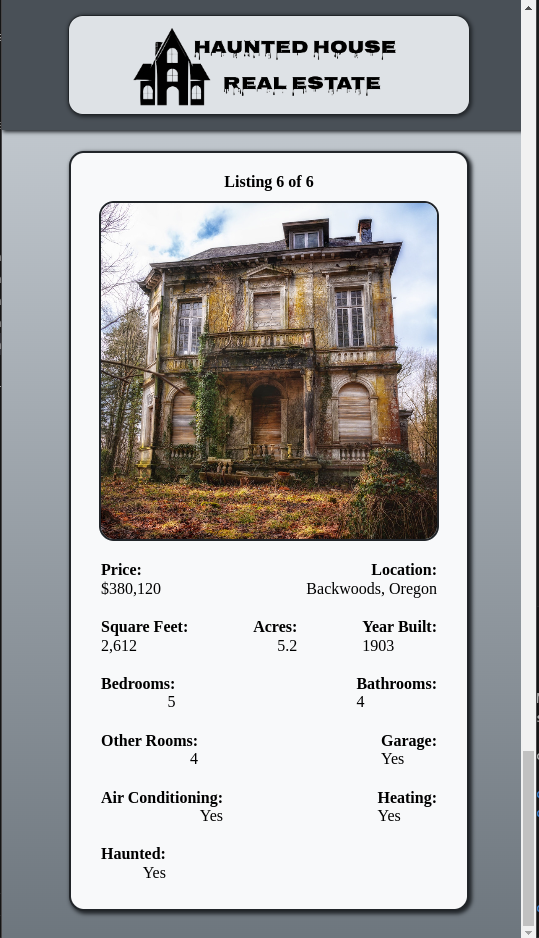 HAUNTED HOUSE
REAL ESTATE
Listing 6 of 6
Price: Location:
$380,120 Backwoods, Oregon
Square Feet: Acres: Year Built:
2,612 5.2 1903
Bedrooms: Bathrooms:
5 4
Other Rooms: Garage:
4 Yes
Air Conditioning: Heating:
Yes Yes
Haunted:
Yes